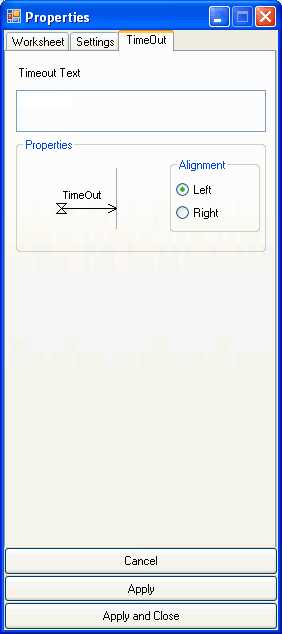 Properties
Worksheet Settings TimeOut
Timeout Text
Properties
Alignment
TimeOut
Left
Right
Cancel
Apply
Apply and Close